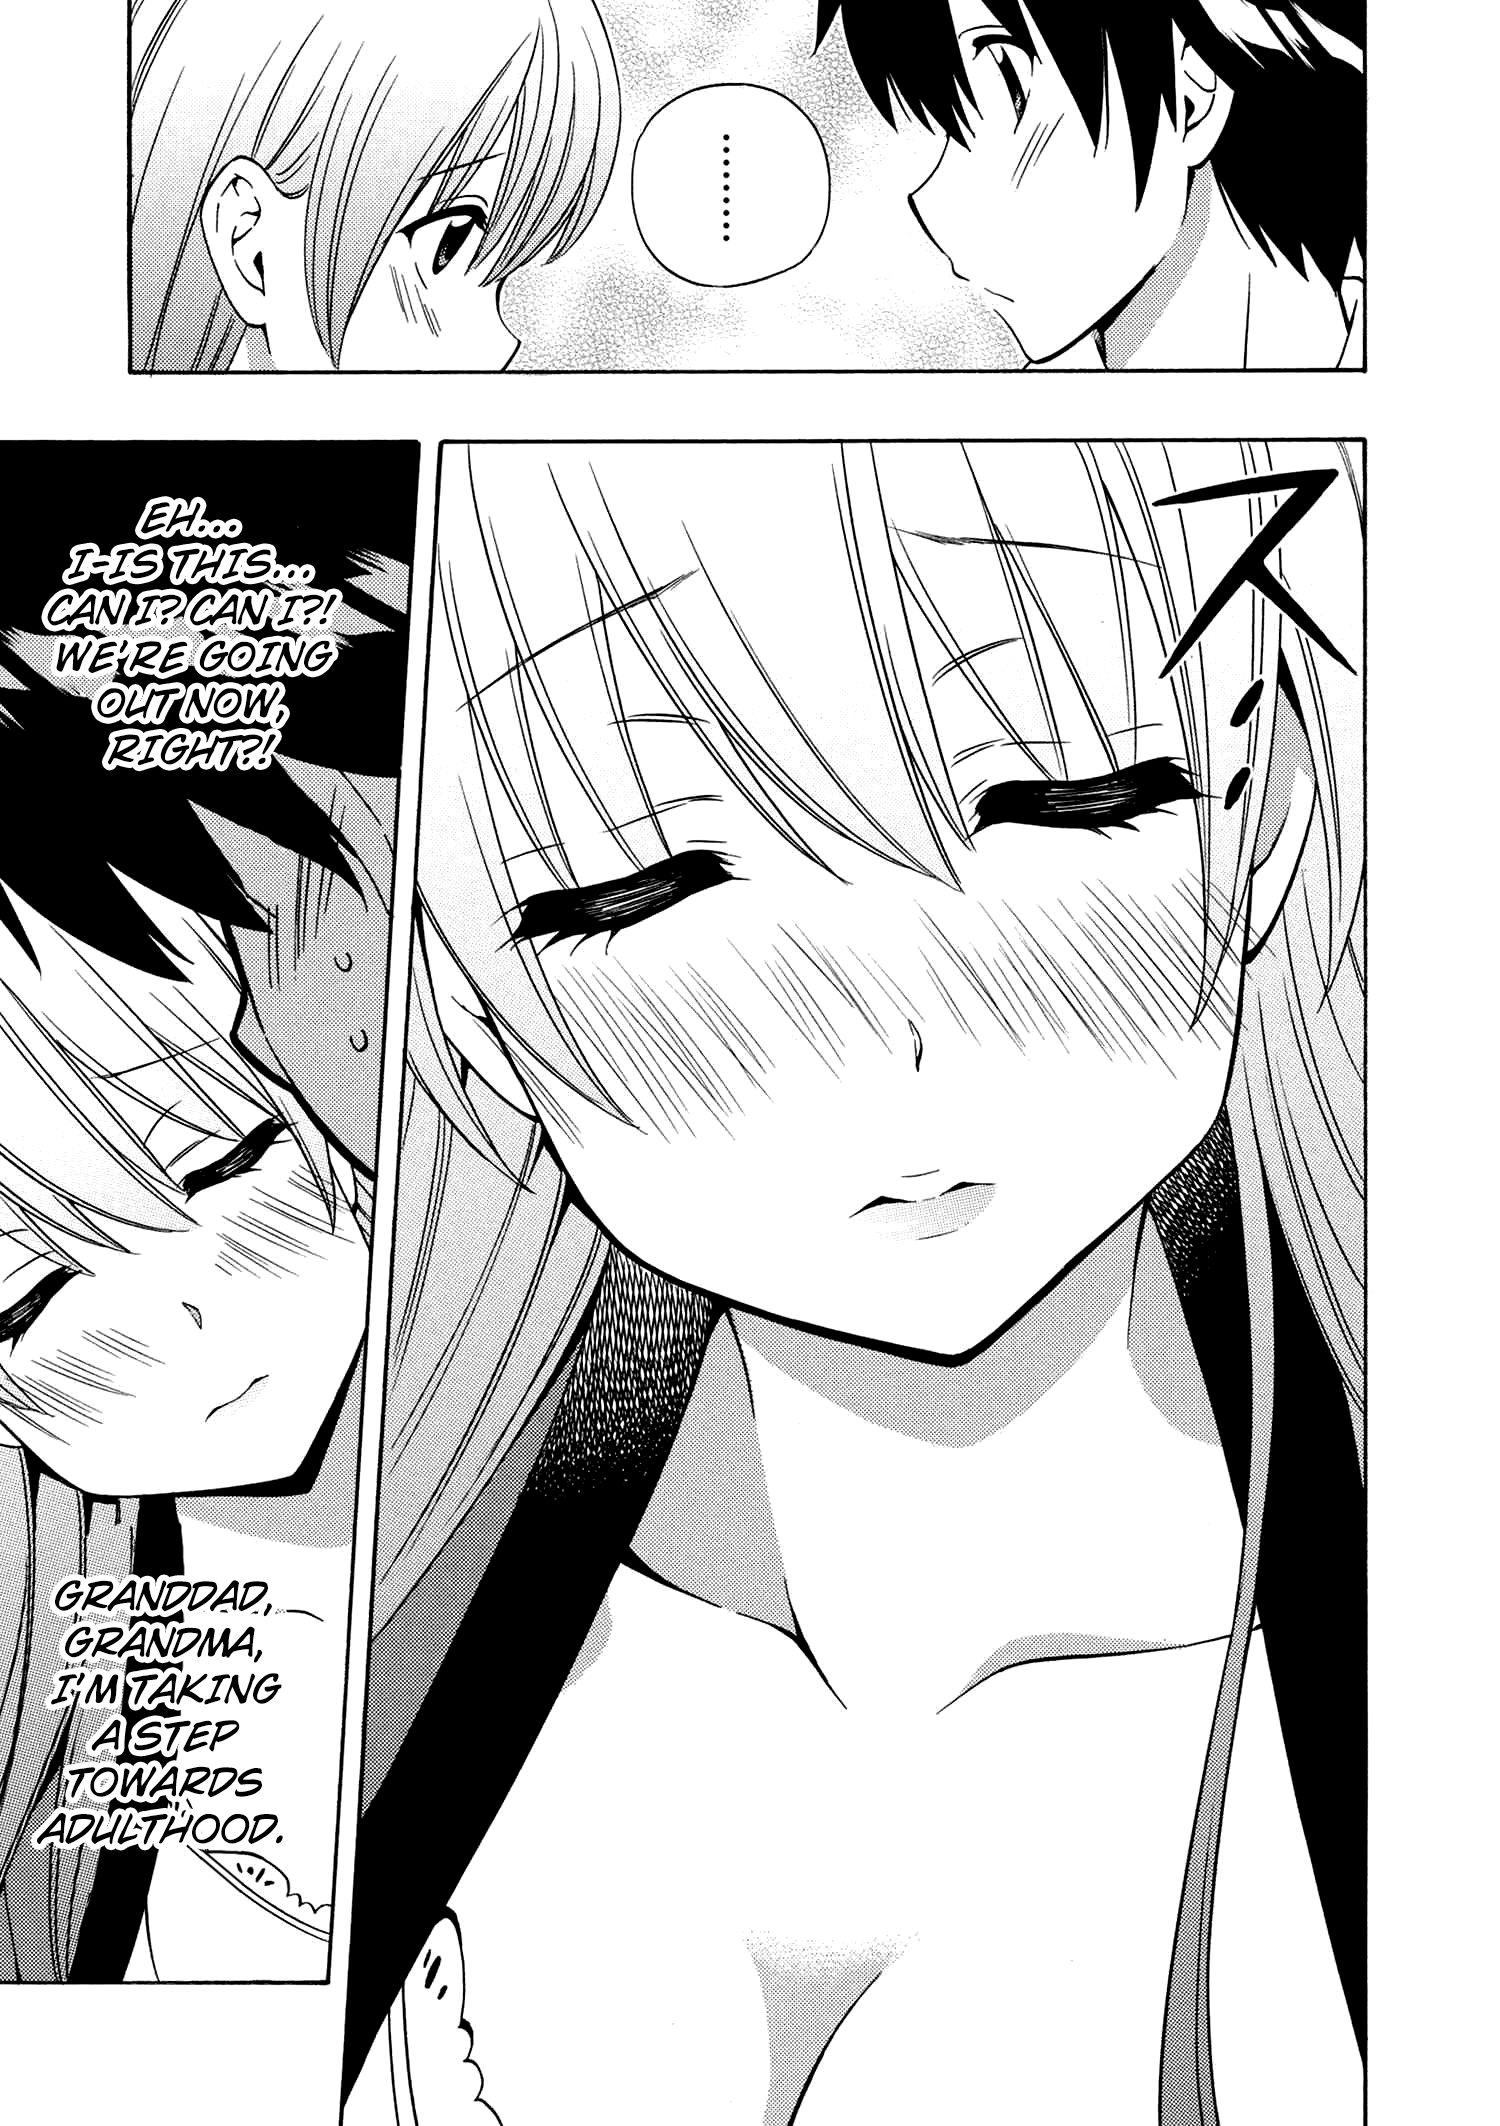 ………
ス…
EH...
I-IS THIS...
CAN I? CAN I?!
WE'RE GOING
OUT NOW,
RIGHT?!
GRANDDAD,
GRANDMA,
I'M TAKING
A STEP
TOWARDS
ADULTHOOD.